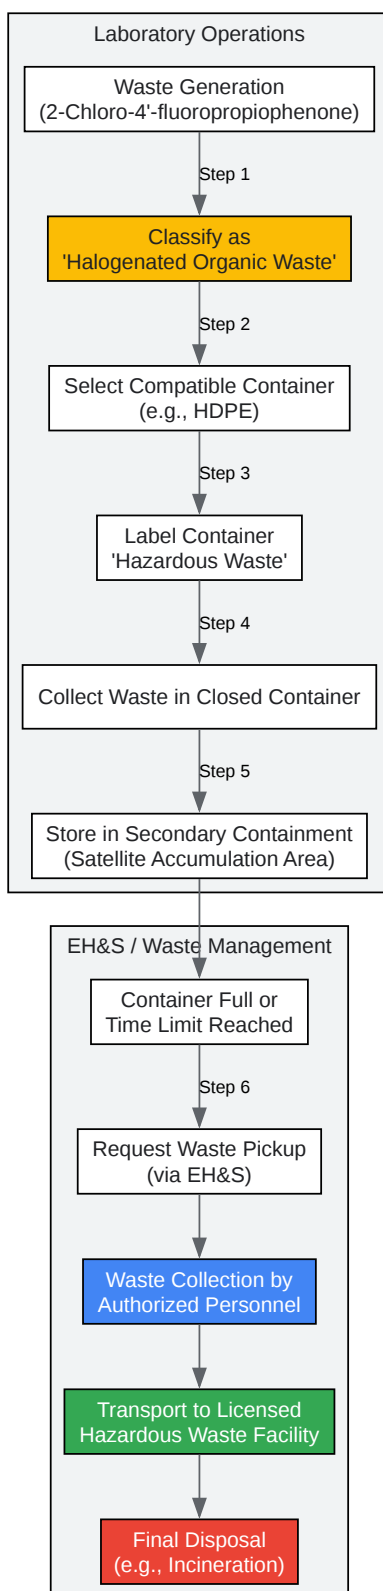 Laboratory Operations
Waste Generation
(2-Chloro-4'-fluoropropiophenone)
Step 1
Classify as
'Halogenated Organic Waste'
Step 2
Select Compatible Container
(e.g., HDPE)
Step 3
Label Container
'Hazardous Waste'
Step 4
Collect Waste in Closed Container
Step 5
Store in Secondary Containment
(Satellite Accumulation Area)
EH&S / Waste Management
Container Full or
Time Limit Reached
Step 6
Request Waste Pickup
(via EH&S)
Waste Collection by
Authorized Personnel
Transport to Licensed
Hazardous Waste Facility
Final Disposal
(e.g., Incineration)